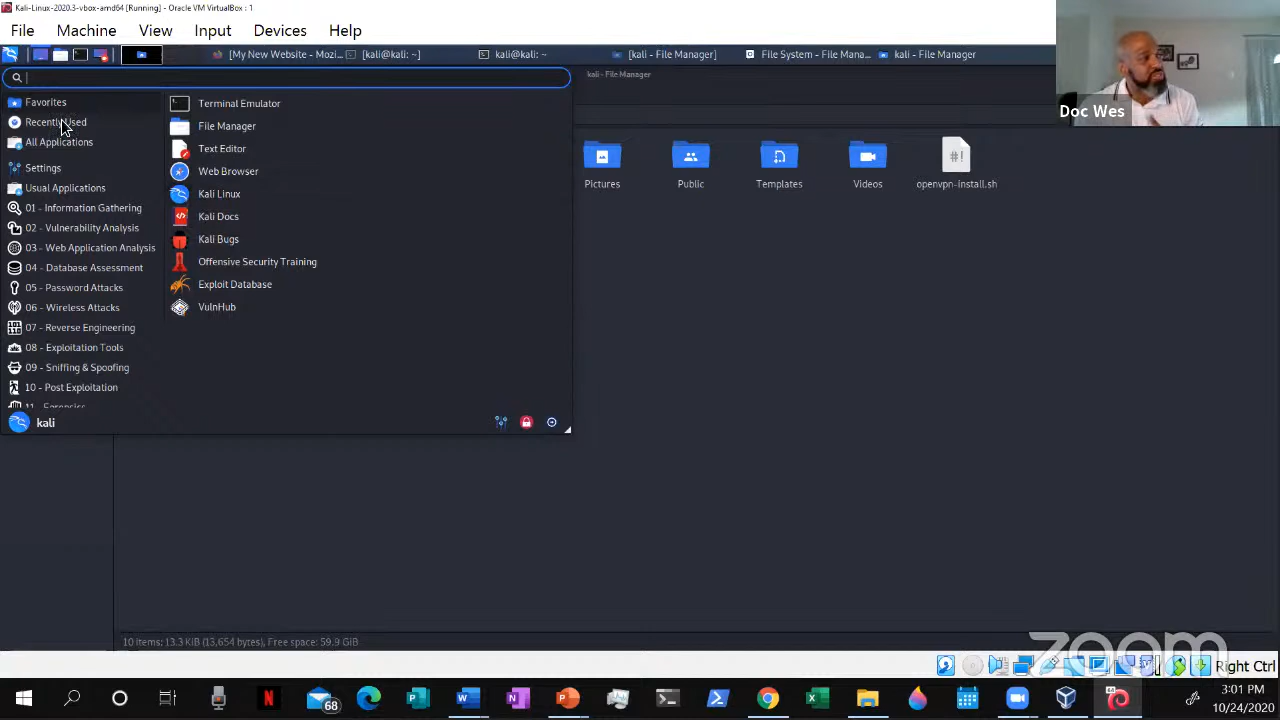 Kali-Linux-2020.3-vbox-amd64 [Running] - Oracle VM VirtualBox : 1
File Machine View Input Devices Help
[My New Website - Mozi... [kali@kali: ~] kali@kali: ~ [kali - File Manager] File System - File Mana... kali - File Manager
kali - File Manager
Doc Wes
Favorites
Recently Used
All Applications
Settings
Usual Applications
01 - Information Gathering
02 - Vulnerability Analysis
03 - Web Application Analysis
04 - Database Assessment
05 - Password Attacks
06 - Wireless Attacks
07 - Reverse Engineering
08 - Exploitation Tools
09 - Sniffing & Spoofing
10 - Post Exploitation
11 - Forensics
Terminal Emulator
File Manager
Text Editor
Web Browser
Kali Linux
Kali Docs
Kali Bugs
Offensive Security Training
Exploit Database
VulnHub
kali
Pictures Public Templates Videos openvpn-install.sh
#!
10 items: 13.3 KiB (13,654 bytes), Free space: 59.9 GiB
zoom
Right Ctrl
68
3:01 PM
10/24/2020